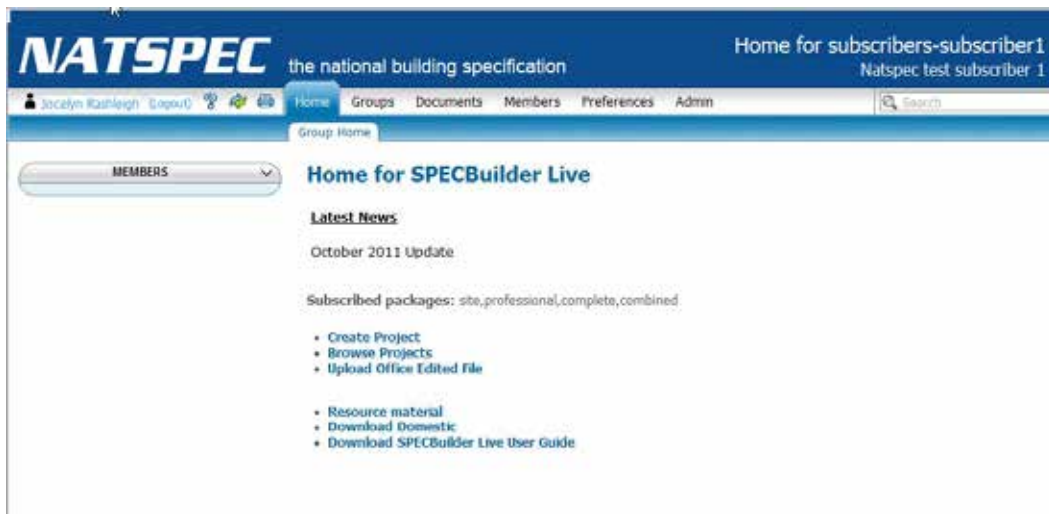 NATSPEC the national building specification
Home for subscribers-subscriber1
Natspec test subscriber 1
Jocelyn Rashleigh (Logout) Home Groups Documents Members Preferences Admin Search
Group Home
MEMBERS
Home for SPECBuilder Live
Latest News
October 2011 Update
Subscribed packages: site,professional,complete,combined
• Create Project
• Browse Projects
• Upload Office Edited File
• Resource material
• Download Domestic
• Download SPECBuilder Live User Guide